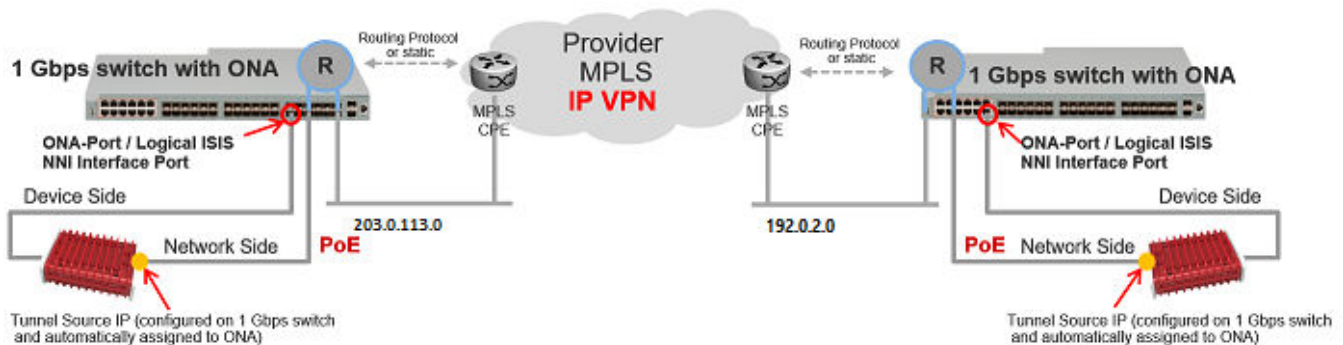 1 Gbps switch with ONA
R
Routing Protocol
or static
MPLS
CPE
ONA-Port / Logical ISIS
NNI Interface Port
Device Side
Network Side
PoE
203.0.113.0
Tunnel Source IP (configured on 1 Gbps switch
and automatically assigned to ONA)
Provider
MPLS
IP VPN
Routing Protocol
or static
MPLS
CPE
R
1 Gbps switch with ONA
ONA-Port / Logical ISIS
NNI Interface Port
192.0.2.0
Device Side
PoE
Network Side
Tunnel Source IP (configured on 1 Gbps switch
and automatically assigned to ONA)